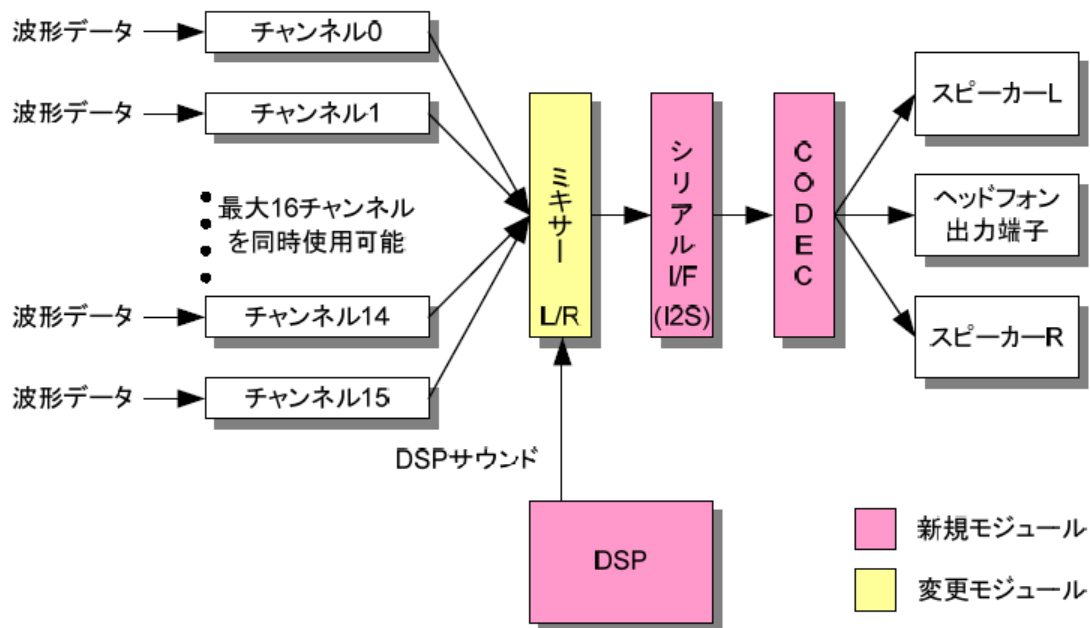 波形データ
チャンネル0
波形データ
チャンネル1
最大16チャンネル
を同時使用可能
波形データ
チャンネル14
波形データ
チャンネル15
ミキサー
L/R
シリアル
I/F
(I2S)
CODEC
スピーカーL
ヘッドフォン
出力端子
スピーカーR
DSPサウンド
DSP
新規モジュール
変更モジュール